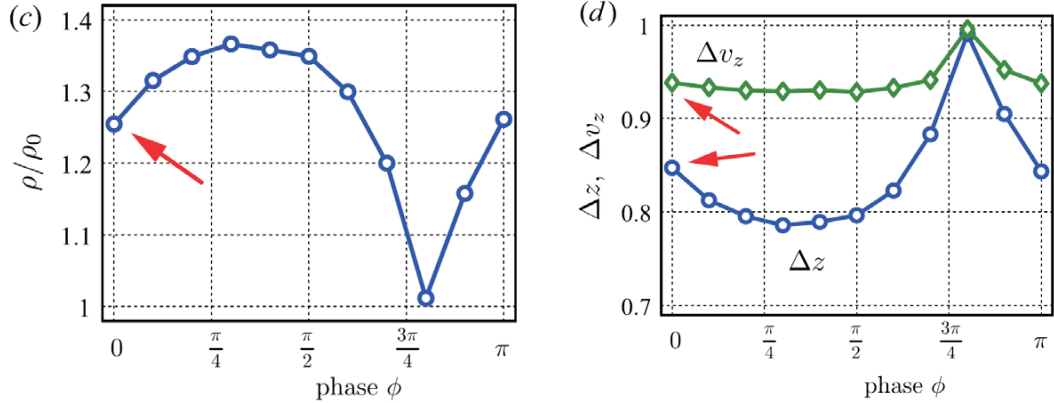 (c)
1.4
1.3
1.2
1.1
1
ρ/ρ0
0
π/4
π/2
3π/4
π
phase ϕ
(d)
1
0.9
0.8
0.7
Δz, Δvz
Δvz
Δz
0
π/4
π/2
3π/4
π
phase ϕ